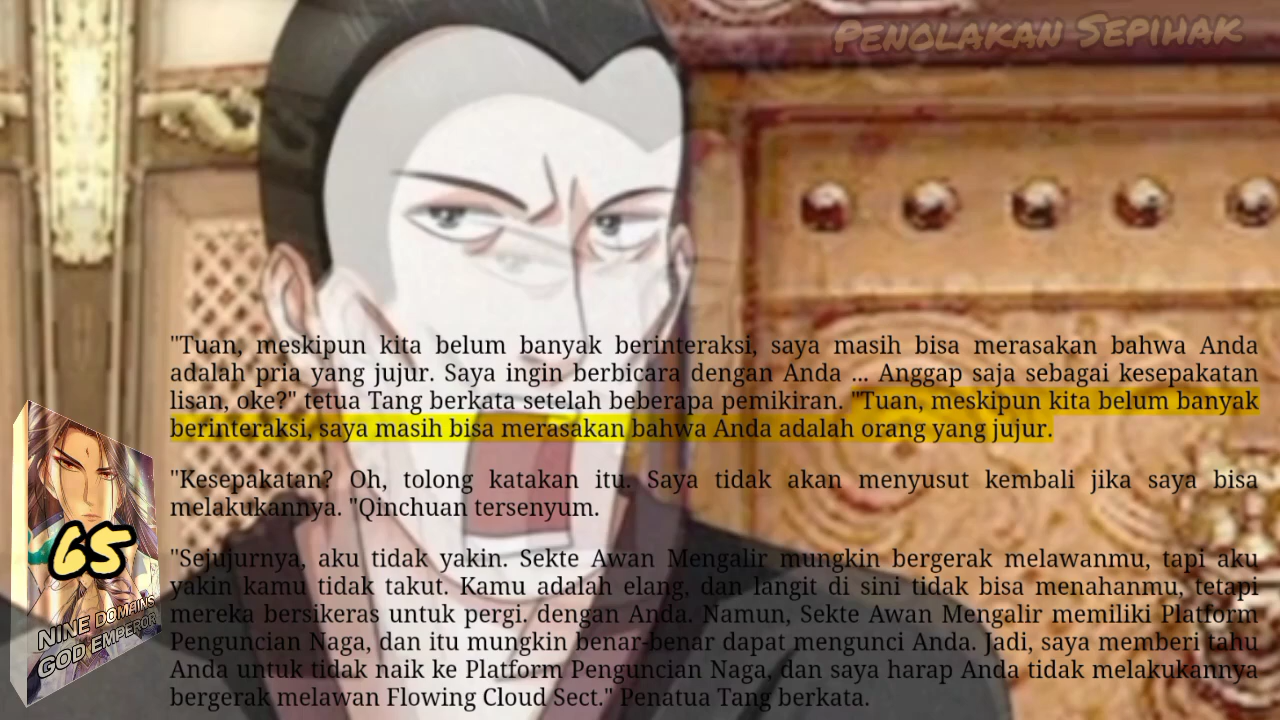 Penolakan Sepihak
"Tuan, meskipun kita belum banyak berinteraksi, saya masih bisa merasakan bahwa Anda
adalah pria yang jujur. Saya ingin berbicara dengan Anda ... Anggap saja sebagai kesepakatan
lisan, oke?" tetua Tang berkata setelah beberapa pemikiran. "Tuan, meskipun kita belum banyak
berinteraksi, saya masih bisa merasakan bahwa Anda adalah orang yang jujur.
"Kesepakatan? Oh, tolong katakan itu. Saya tidak akan menyusut kembali jika saya bisa
melakukannya. "Qinchuan tersenyum.
"Sejujurnya, aku tidak yakin. Sekte Awan Mengalir mungkin bergerak melawanmu, tapi aku
yakin kamu tidak takut. Kamu adalah elang, dan langit di sini tidak bisa menahanmu, tetapi
mereka bersikeras untuk pergi. dengan Anda. Namun, Sekte Awan Mengalir memiliki Platform
Penguncian Naga, dan itu mungkin benar-benar dapat mengunci Anda. Jadi, saya memberi tahu
Anda untuk tidak naik ke Platform Penguncian Naga, dan saya harap Anda tidak melakukannya
bergerak melawan Flowing Cloud Sect." Penatua Tang berkata.
65
NINE DOMAINS
GOD EMPEROR